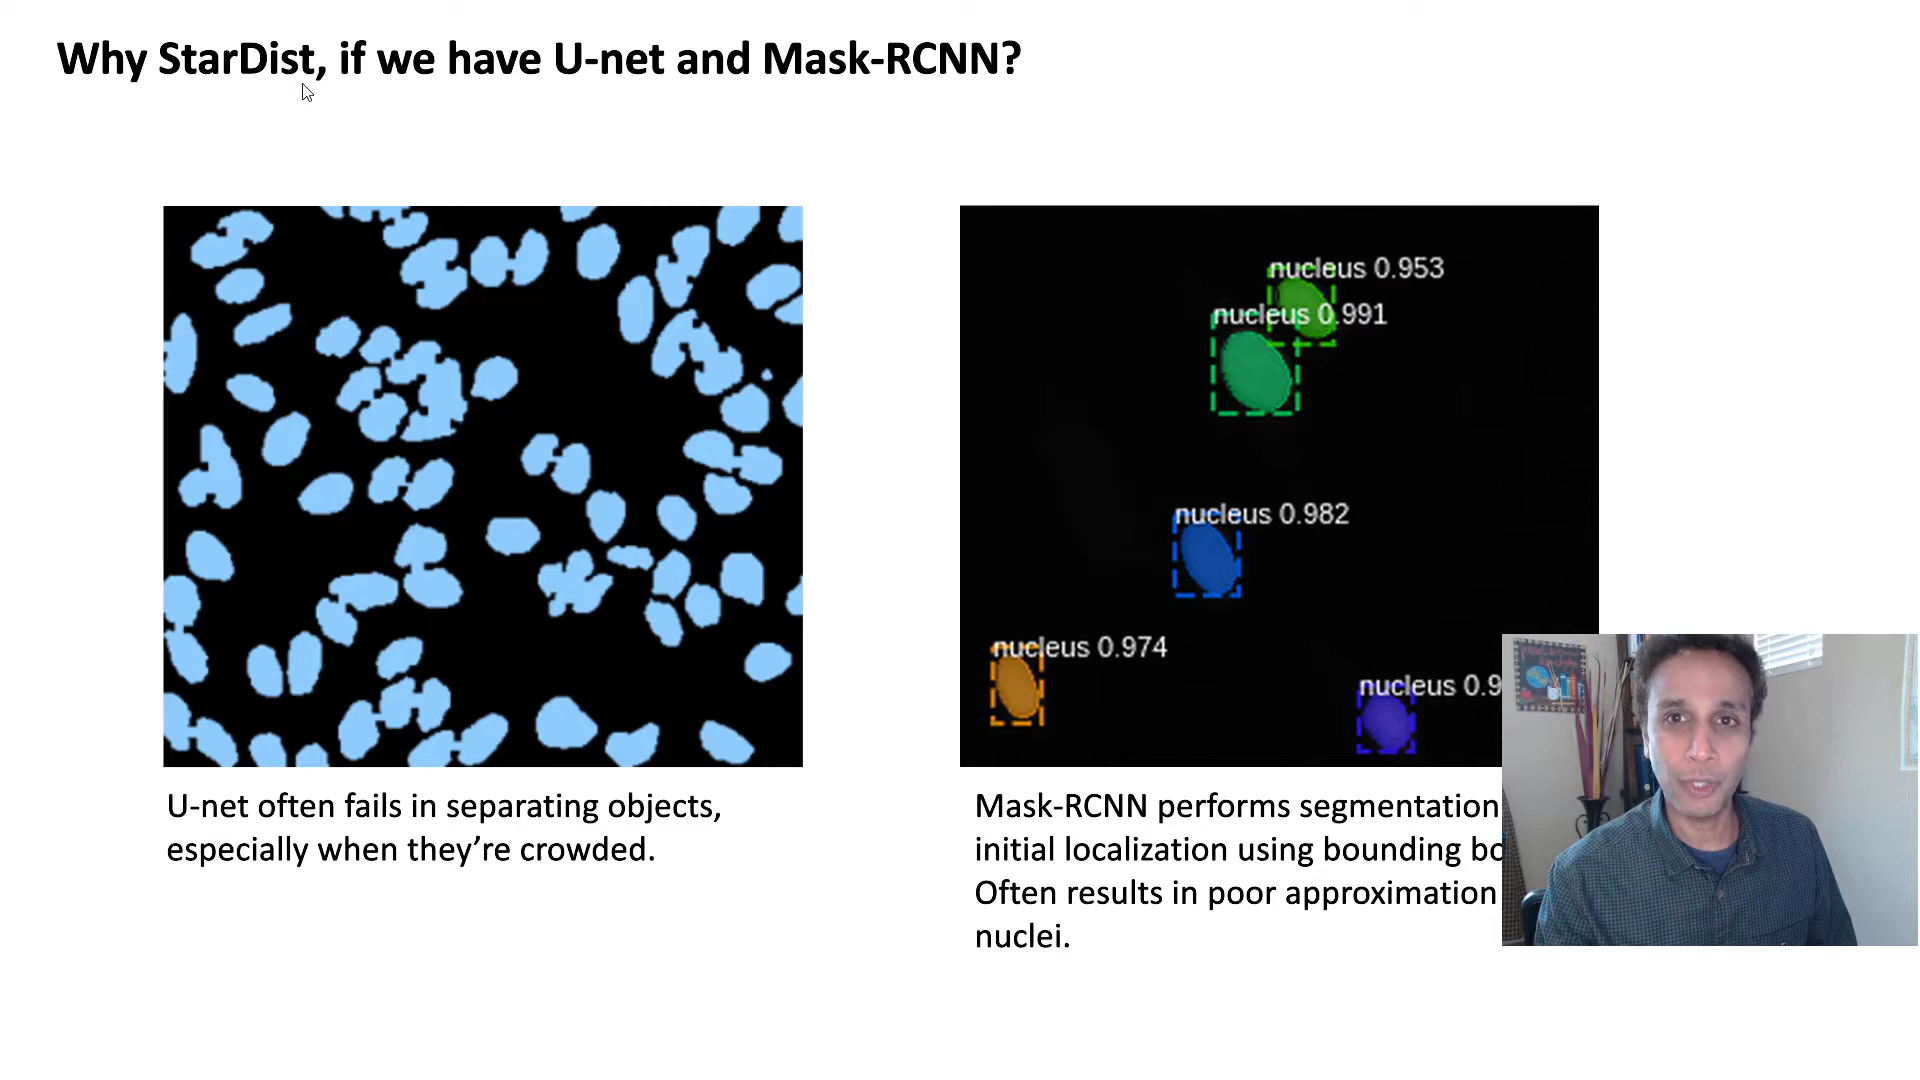 Why StarDist, if we have U-net and Mask-RCNN?
nucleus 0.953
nucleus 0.991
nucleus 0.982
nucleus 0.974
nucleus 0.9
U-net often fails in separating objects,
especially when they’re crowded.
Mask-RCNN performs segmentation
initial localization using bounding
Often results in poor approximation
nuclei.